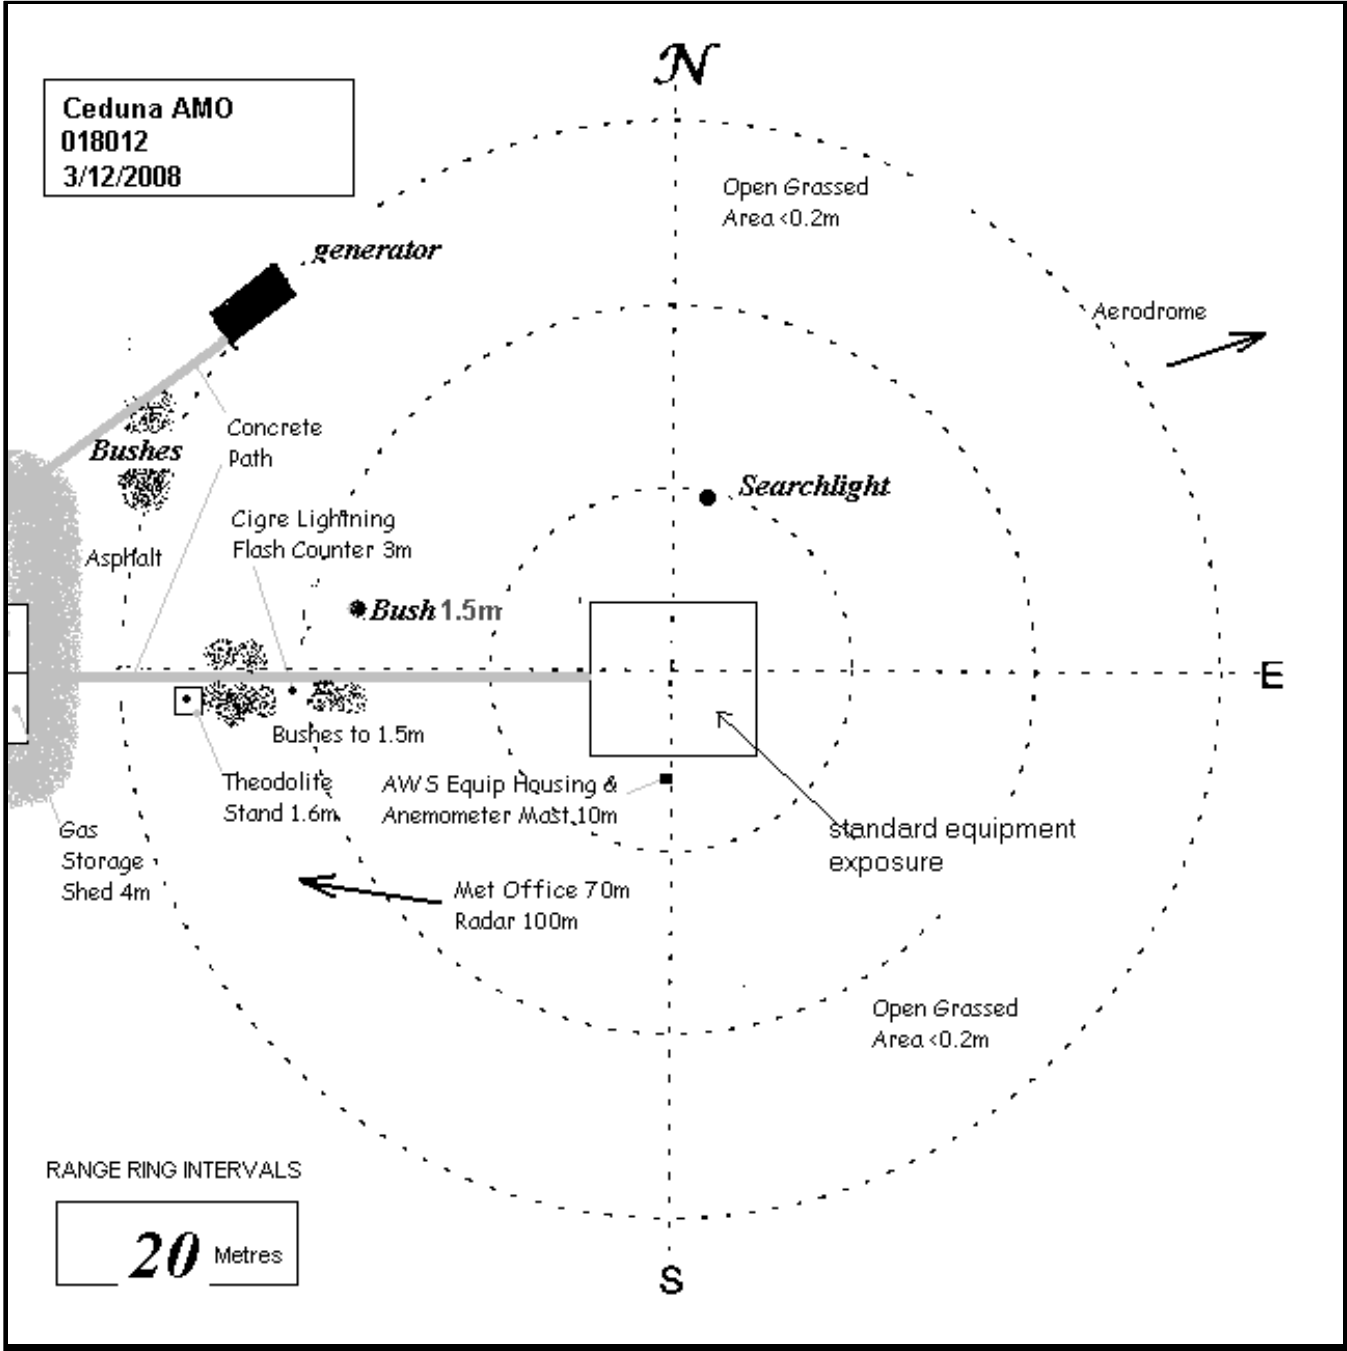 N
Ceduna AMO
018012
3/12/2008
Open Grassed
Area <0.2m
generator
Aerodrome
Concrete
Path
Bushes
Searchlight
Cigre Lightning
Flash Counter 3m
Asphalt
Bush 1.5m
E
Bushes to 1.5m
Theodolite
Stand 1.6m
AWS Equip Housing &
Anemometer Mast 10m
standard equipment
exposure
Gas
Storage
Shed 4m
Met Office 70m
Radar 100m
Open Grassed
Area <0.2m
RANGE RING INTERVALS
20 Metres
S